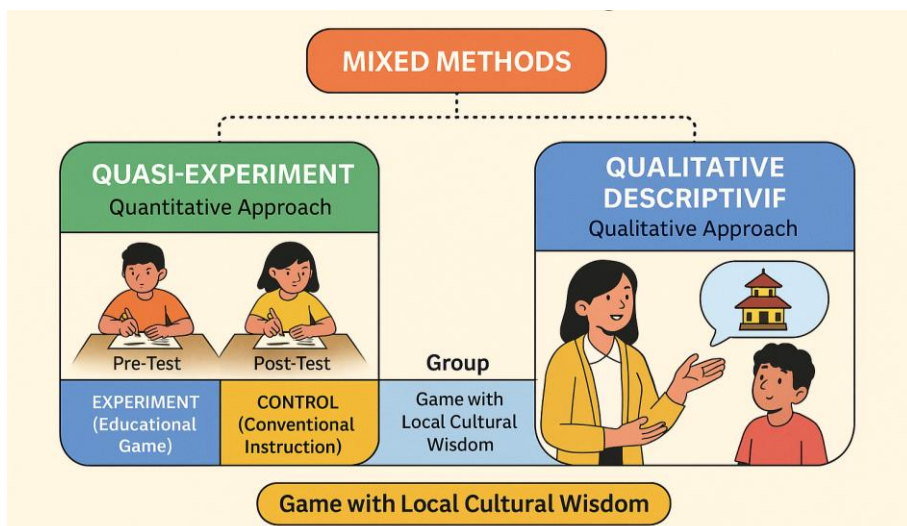 MIXED METHODS
QUASI-EXPERIMENT
Quantitative Approach
Pre-Test
Post-Test
EXPERIMENT
(Educational
Game)
CONTROL
(Conventional
Instruction)
Group
Game with
Local Cultural
Wisdom
QUALITATIVE
DESCRIPTIVIF
Qualitative Approach
Game with Local Cultural Wisdom